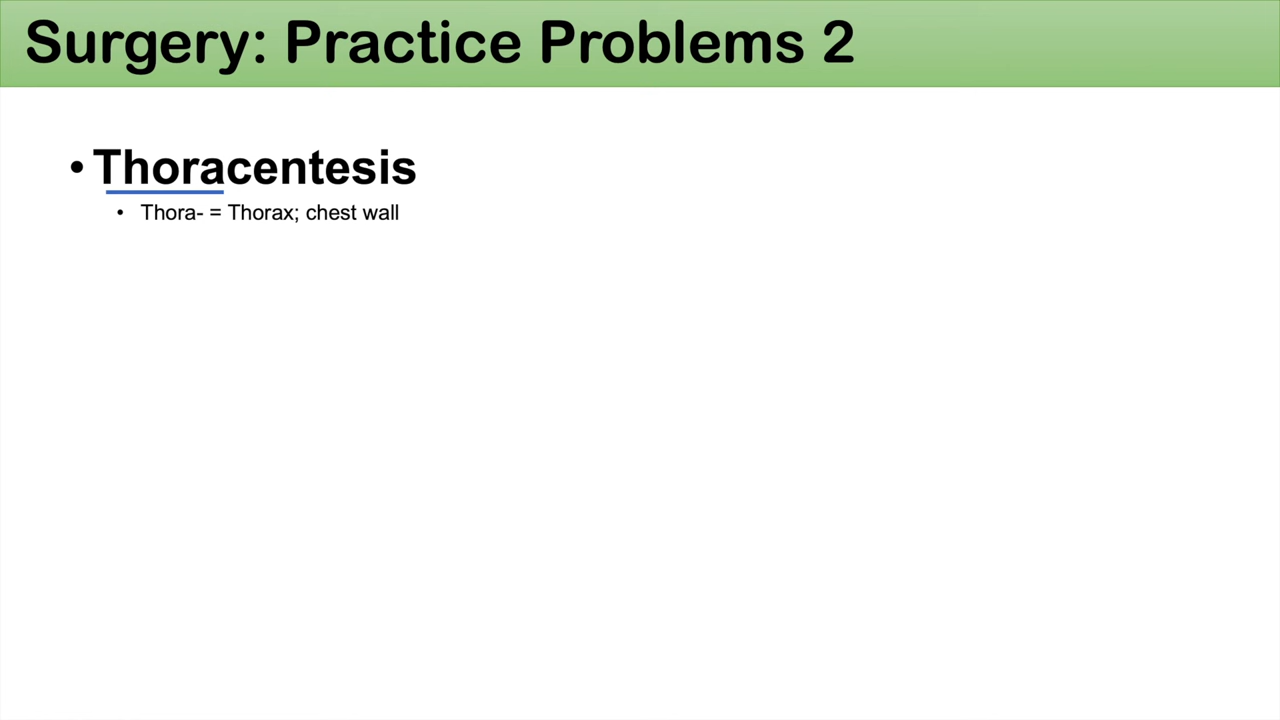 Surgery: Practice Problems 2
• Thoracentesis
• Thora- = Thorax; chest wall